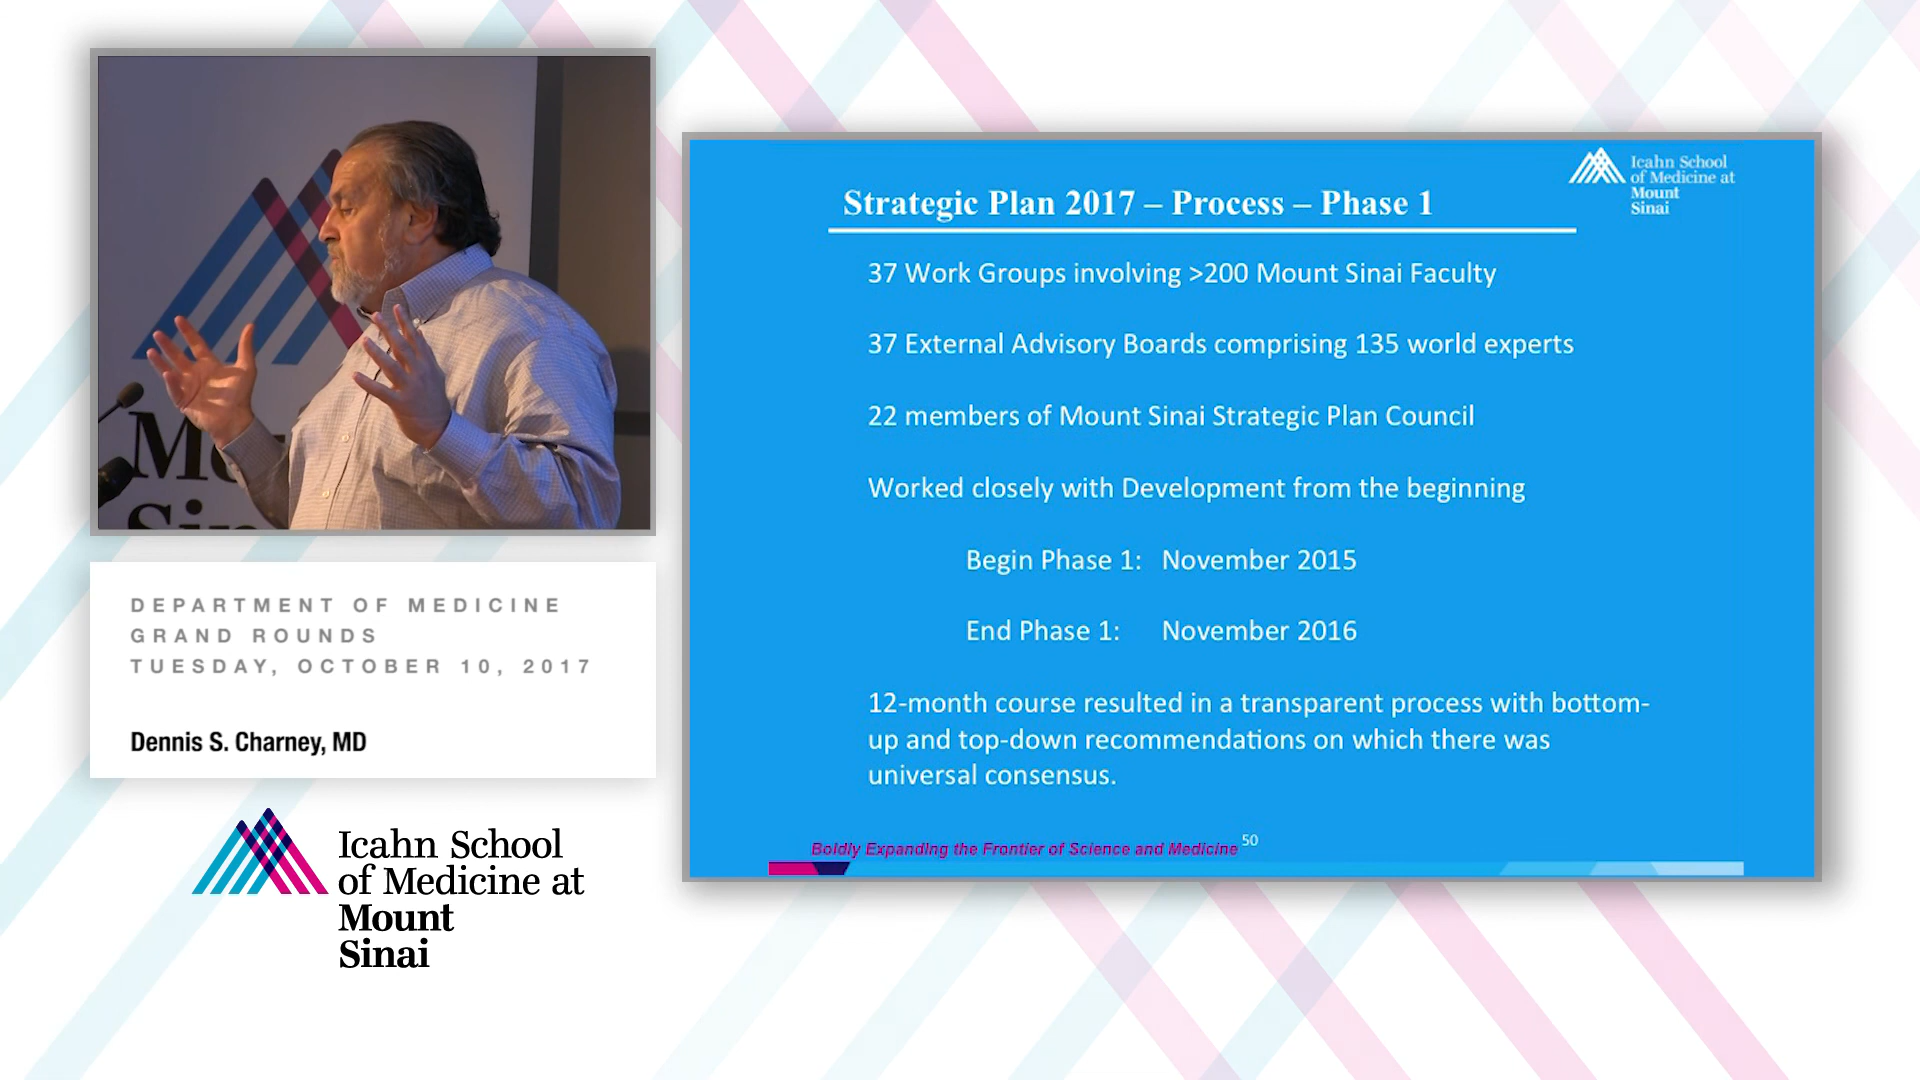 DEPARTMENT OF MEDICINE
GRAND ROUNDS
TUESDAY, OCTOBER 10, 2017
Dennis S. Charney, MD
Icahn School
of Medicine at
Mount
Sinai
Strategic Plan 2017 – Process – Phase 1
Icahn School
of Medicine at
Mount
Sinai
37 Work Groups involving >200 Mount Sinai Faculty
37 External Advisory Boards comprising 135 world experts
22 members of Mount Sinai Strategic Plan Council
Worked closely with Development from the beginning
Begin Phase 1: November 2015
End Phase 1: November 2016
12-month course resulted in a transparent process with bottom-
up and top-down recommendations on which there was
universal consensus.
Boldly Expanding the Frontier of Science and Medicine
50